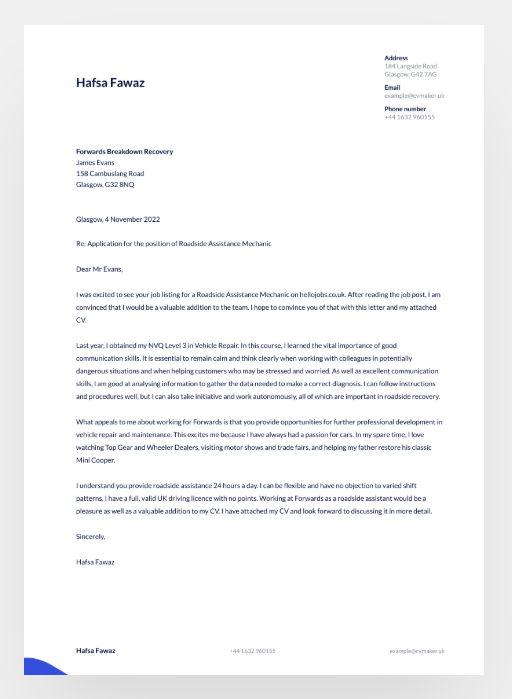 Hafsa Fawaz
Address
184 Langside Road
Glasgow, G42 7AG
Email
example@cvmaker.uk
Phone number
+44 1632 960155
Forwards Breakdown Recovery
James Evans
158 Cambuslang Road
Glasgow, G32 8NQ
Glasgow, 4 November 2022
Re: Application for the position of Roadside Assistance Mechanic
Dear Mr Evans,
I was excited to see your job listing for a Roadside Assistance Mechanic on hellojobs.co.uk. After reading the job post, I am
convinced that I would be a valuable addition to the team. I hope to convince you of that with this letter and my attached
CV.
Last year, I obtained my NVQ Level 3 in Vehicle Repair. In this course, I learned the vital importance of good
communication skills. It is essential to remain calm and think clearly when working with colleagues in potentially
dangerous situations and when helping customers who may be stressed and worried. As well as excellent communication
skills, I am good at analysing information to gather the data needed to make a correct diagnosis. I can follow instructions
and procedures well, but I can also take initiative and work autonomously, all of which are important in roadside recovery.
What appeals to me about working for Forwards is that you provide opportunities for further professional development in
vehicle repair and maintenance. This excites me because I have always had a passion for cars. In my spare time, I love
watching Top Gear and Wheeler Dealers, visiting motor shows and trade fairs, and helping my father restore his classic
Mini Cooper.
I understand you provide roadside assistance 24 hours a day. I can be flexible and have no objection to varied shift
patterns. I have a full, valid UK driving licence with no points. Working at Forwards as a roadside assistant would be a
pleasure as well as a valuable addition to my CV. I have attached my CV and look forward to discussing it in more detail.
Sincerely,
Hafsa Fawaz
Hafsa Fawaz
+44 1632 960155
example@cvmaker.uk